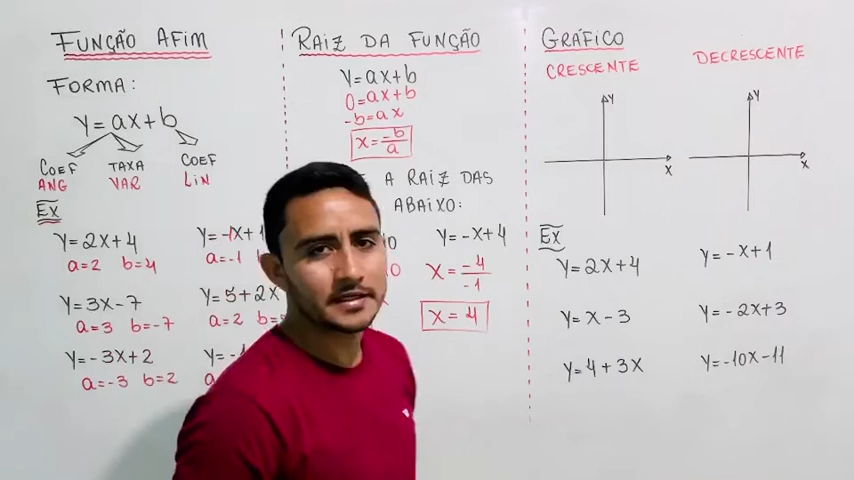 FUNÇÃO AFIM
FORMA:
Y=aX+b
COEF
ANG
TAXA
VAR
COEF
LIN
EX
Y=2X+4
a=2 b=4
Y=3X-7
a=3 b=-7
Y=-3X+2
a=-3 b=2
Y=-1X+1
a=-1
Y=5+2X
a=2
RAIZ DA FUNÇÃO
Y=aX+b
0=aX+b
-b=aX
X=-b/a
A RAIZ DAS
ABAIXO:
Y=-X+4
X=-4/-1
X=4
GRÁFICO
CRESCENTE
Y
X
DECRESCENTE
Y
X
EX
Y=2X+4
Y=X-3
Y=4+3X
Y=-X+1
Y=-2X+3
Y=-10X-11